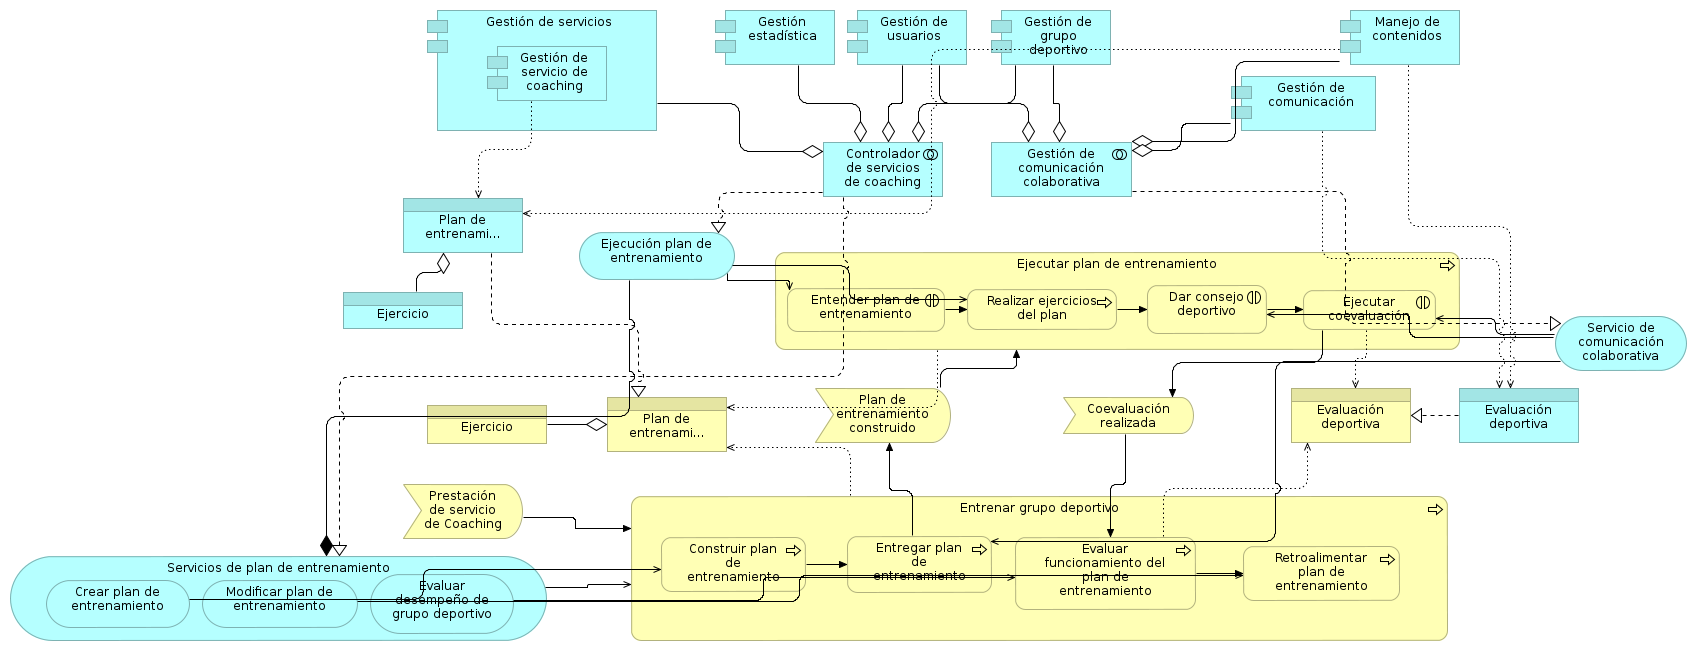 Gestión de servicios
Gestión de
servicio de
coaching
Gestión
estadística
Gestión de
usuarios
Gestión de
grupo
deportivo
Manejo de
contenidos
Gestión de
comunicación
Controlador
de servicios
de coaching
Gestión de
comunicación
colaborativa
Plan de
entrenami...
Ejercicio
Ejecución plan de
entrenamiento
Ejecutar plan de entrenamiento
Entender plan de
entrenamiento
Realizar ejercicios
del plan
Dar consejo
deportivo
Ejecutar
coevaluación
Servicio de
comunicación
colaborativa
Ejercicio
Plan de
entrenami...
Plan de
entrenamiento
construido
Coevaluación
realizada
Evaluación
deportiva
Evaluación
deportiva
Prestación
de servicio
de Coaching
Entrenar grupo deportivo
Construir plan
de
entrenamiento
Entregar plan
de
entrenamiento
Evaluar
funcionamiento del
plan de
entrenamiento
Retroalimentar
plan de
entrenamiento
Servicios de plan de entrenamiento
Crear plan de
entrenamiento
Modificar plan de
entrenamiento
Evaluar
desempeño de
grupo deportivo